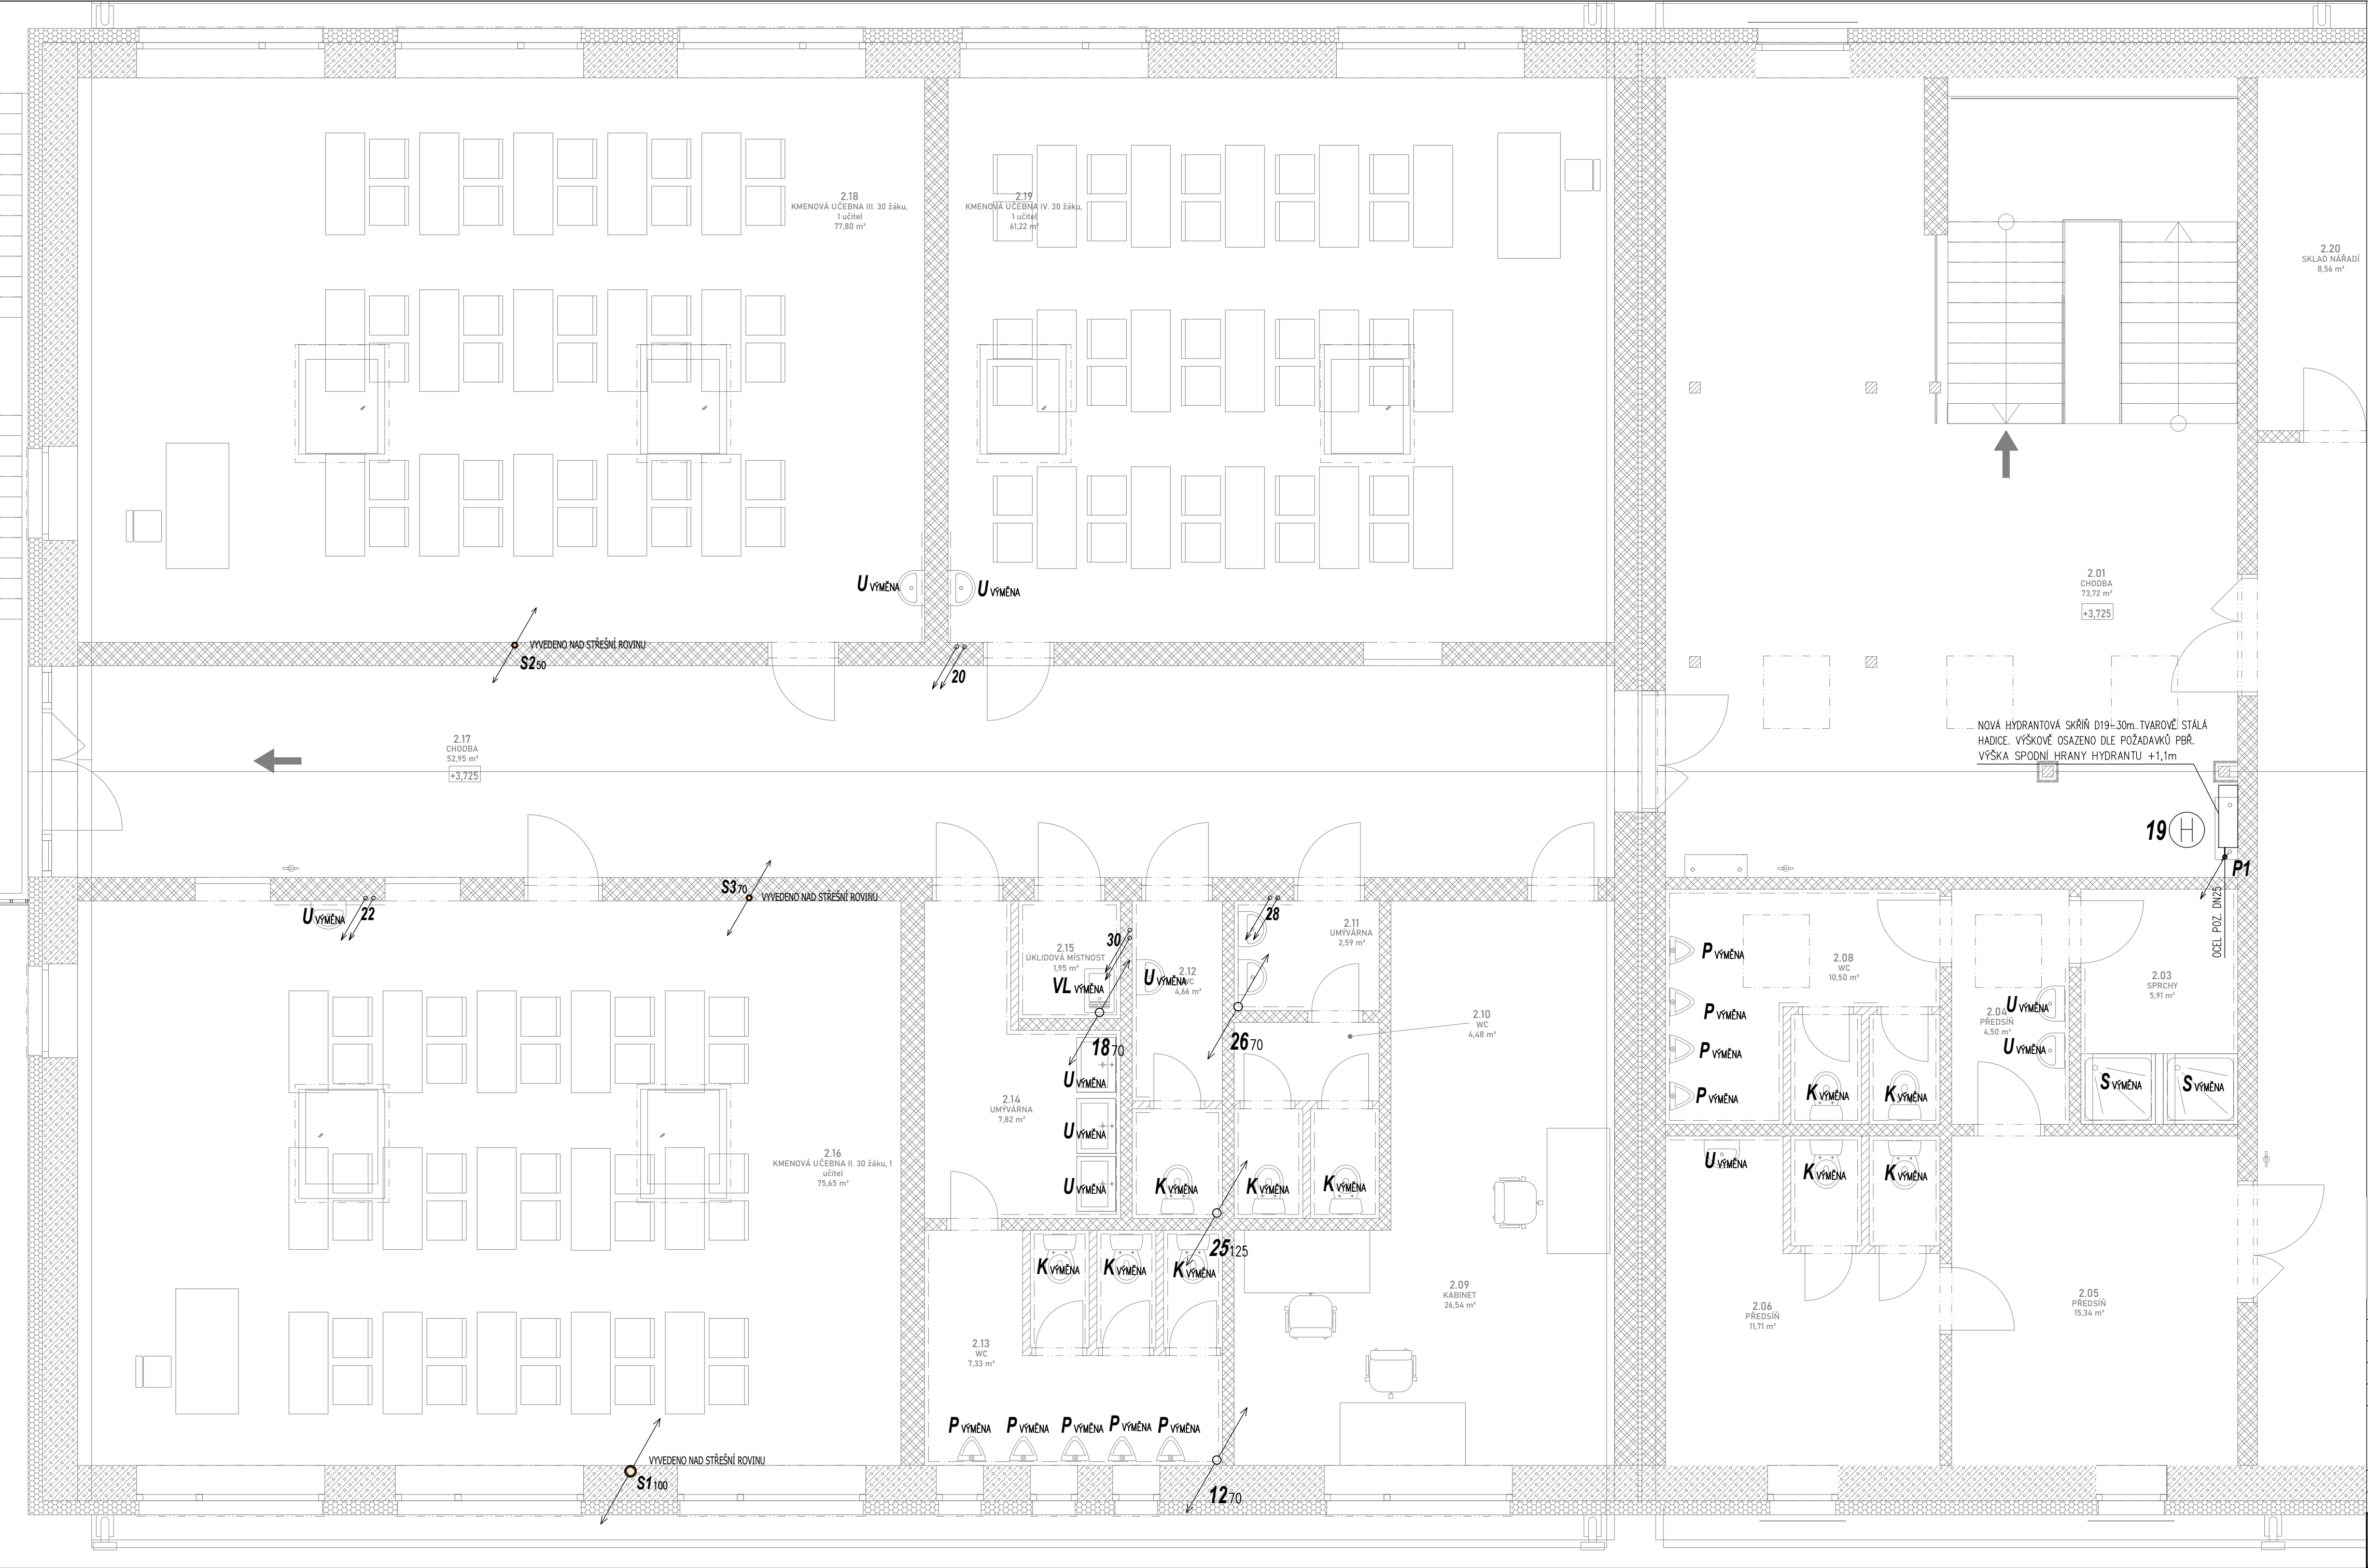 2.18
KMENOVÁ UČEBNA III. 30 žáku,
1 učitel
77,80 m²
2.19
KMENOVÁ UČEBNA IV. 30 žáku,
1 učitel
61,22 m²
2.20
SKLAD NÁŘADÍ
8,56 m²
U VÝMĚNA
U VÝMĚNA
2.01
CHODBA
73,72 m²
+3,725
VYVEDENO NAD STŘEŠNÍ ROVINU
S2 50
20
2.17
CHODBA
52,95 m²
+3,725
NOVÁ HYDRANTOVÁ SKŘÍŇ D19-30m TVAROVĚ STÁLÁ
HADICE. VÝŠKOVĚ OSAZENO DLE POŽADAVKŮ PBŘ.
VÝŠKA SPODNÍ HRANY HYDRANTU +1,1m
19 H
P1
OCEL POZ. DN25
S3 70
VYVEDENO NAD STŘEŠNÍ ROVINU
U VÝMĚNA
22
28
30
2.15
ÚKLIDOVÁ MÍSTNOST
1,95 m²
VL VÝMĚNA
2.12
WC
4,66 m²
U VÝMĚNA
2.11
UMÝVÁRNA
2,59 m²
2.10
WC
4,48 m²
18 70
26 70
P VÝMĚNA
P VÝMĚNA
P VÝMĚNA
P VÝMĚNA
2.08
WC
10,50 m²
2.04
PŘEDSÍŇ
4,50 m²
U VÝMĚNA
U VÝMĚNA
2.03
SPRCHY
5,91 m²
S VÝMĚNA
S VÝMĚNA
K VÝMĚNA
K VÝMĚNA
U VÝMĚNA
U VÝMĚNA
U VÝMĚNA
2.14
UMÝVÁRNA
7,82 m²
2.16
KMENOVÁ UČEBNA II. 30 žáku, 1
učitel
75,65 m²
K VÝMĚNA
K VÝMĚNA
K VÝMĚNA
U VÝMĚNA
K VÝMĚNA
K VÝMĚNA
25 125
K VÝMĚNA
K VÝMĚNA
K VÝMĚNA
2.09
KABINET
26,54 m²
2.06
PŘEDSÍŇ
11,71 m²
2.05
PŘEDSÍŇ
15,34 m²
2.13
WC
7,33 m²
P VÝMĚNA
P VÝMĚNA
P VÝMĚNA
P VÝMĚNA
P VÝMĚNA
VYVEDENO NAD STŘEŠNÍ ROVINU
S1 100
12 70